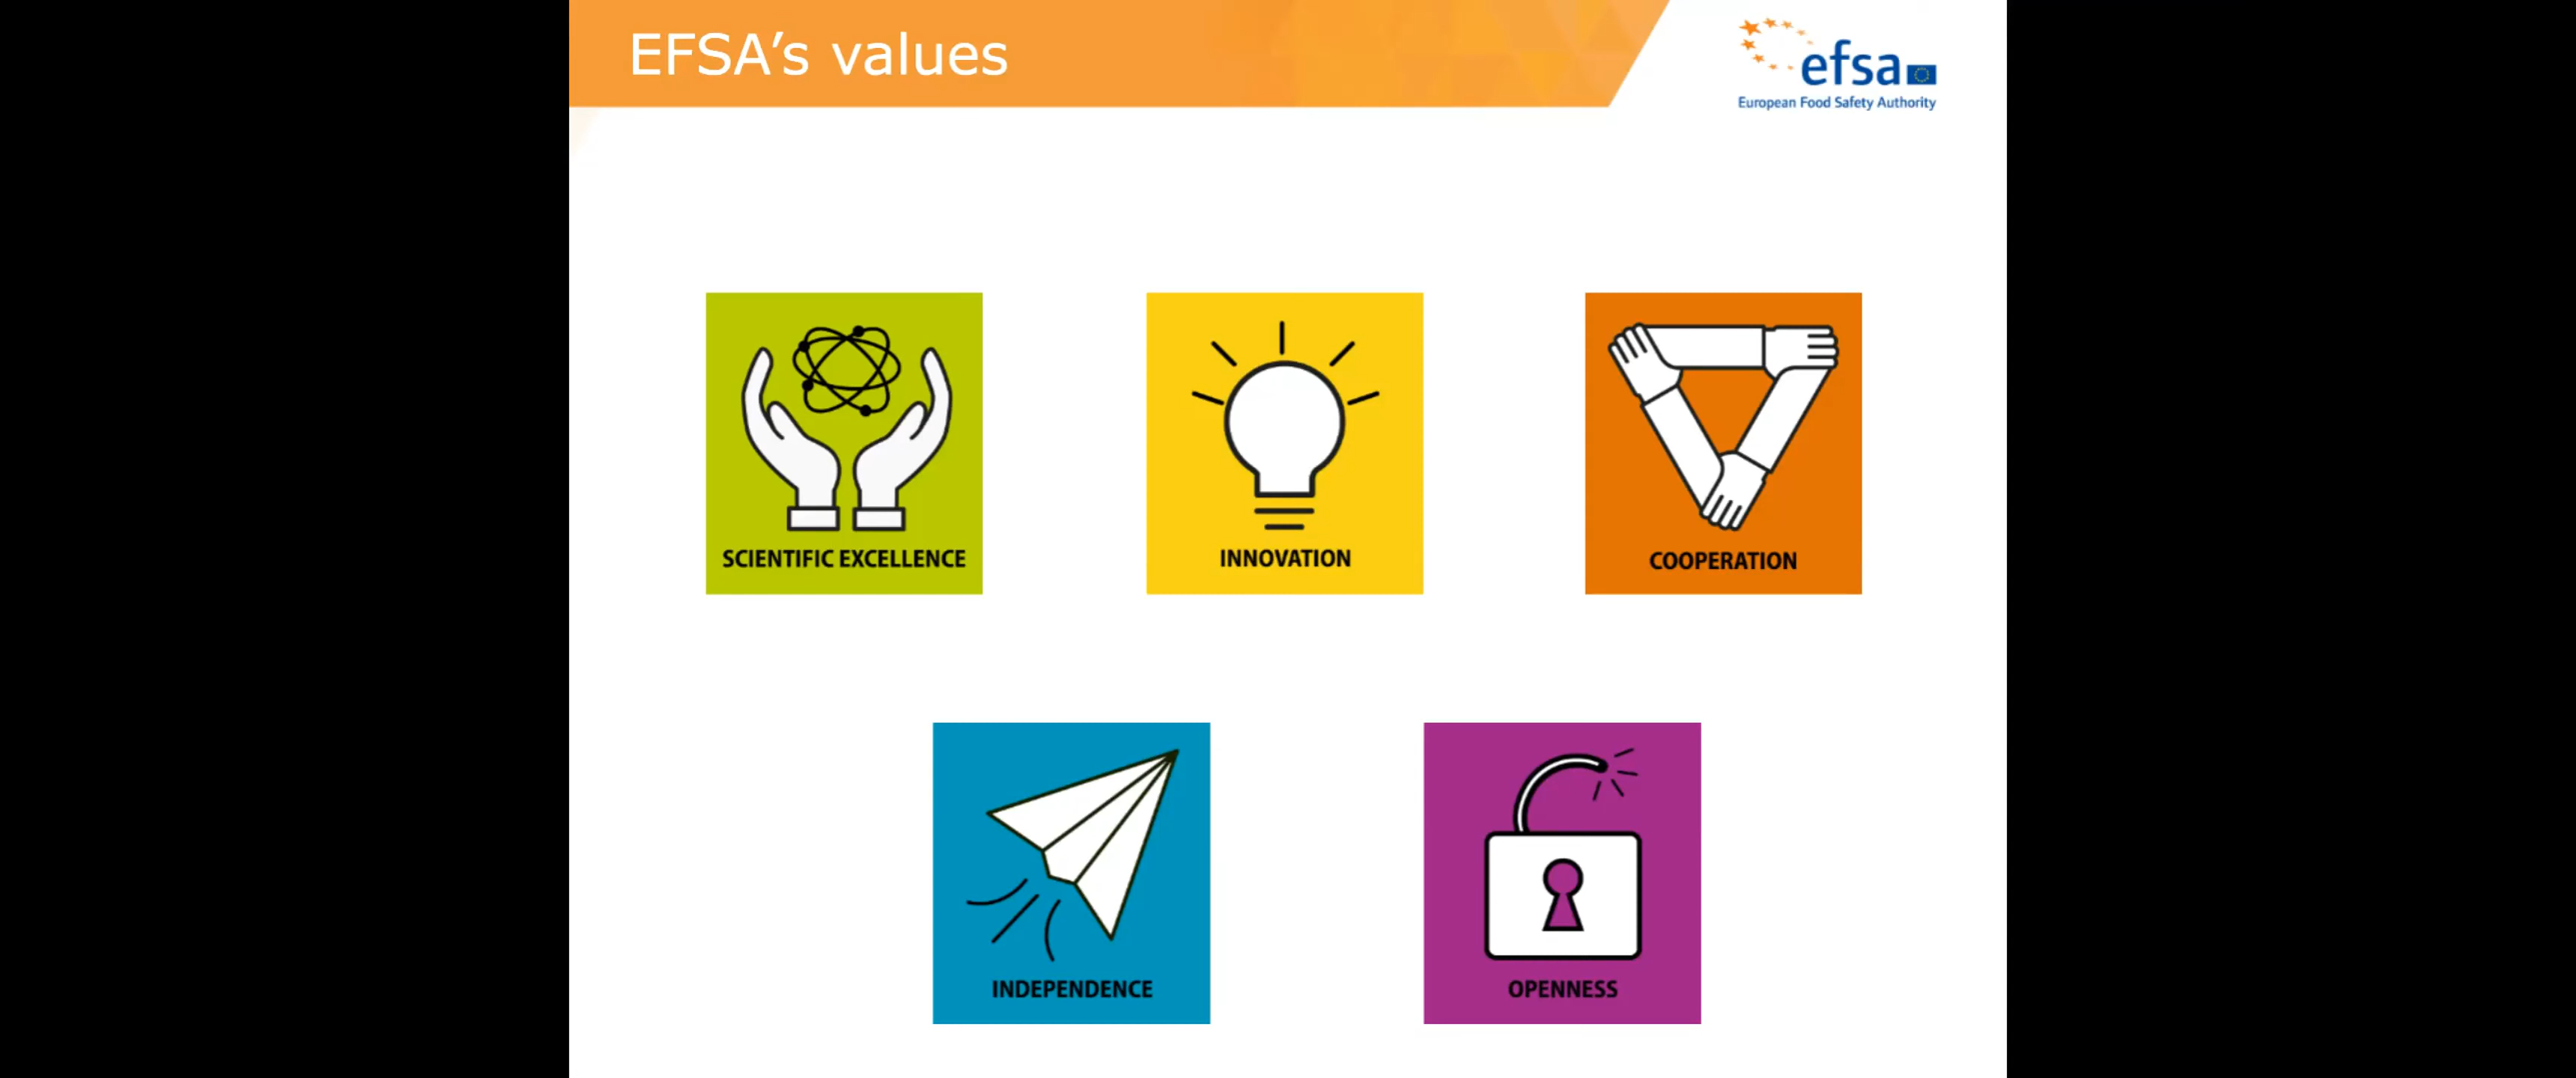 EFSA’s values
efsa
European Food Safety Authority
SCIENTIFIC EXCELLENCE
INNOVATION
COOPERATION
INDEPENDENCE
OPENNESS